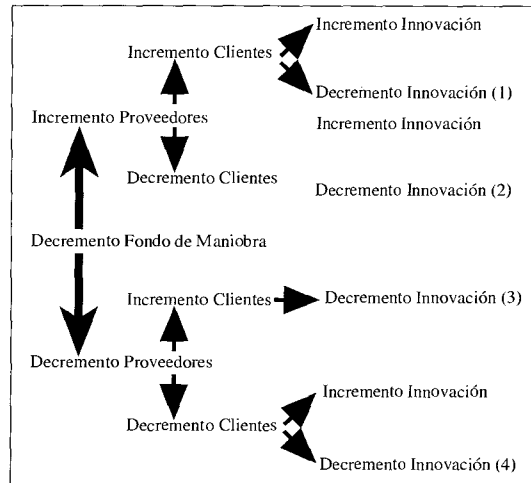 Incremento Innovación
Incremento Clientes
Decremento Innovación (1)
Incremento Proveedores
Incremento Innovación
Decremento Clientes
Decremento Innovación (2)
Decremento Fondo de Maniobra
Incremento Clientes
Decremento Innovación (3)
Decremento Proveedores
Incremento Innovación
Decremento Clientes
Decremento Innovación (4)